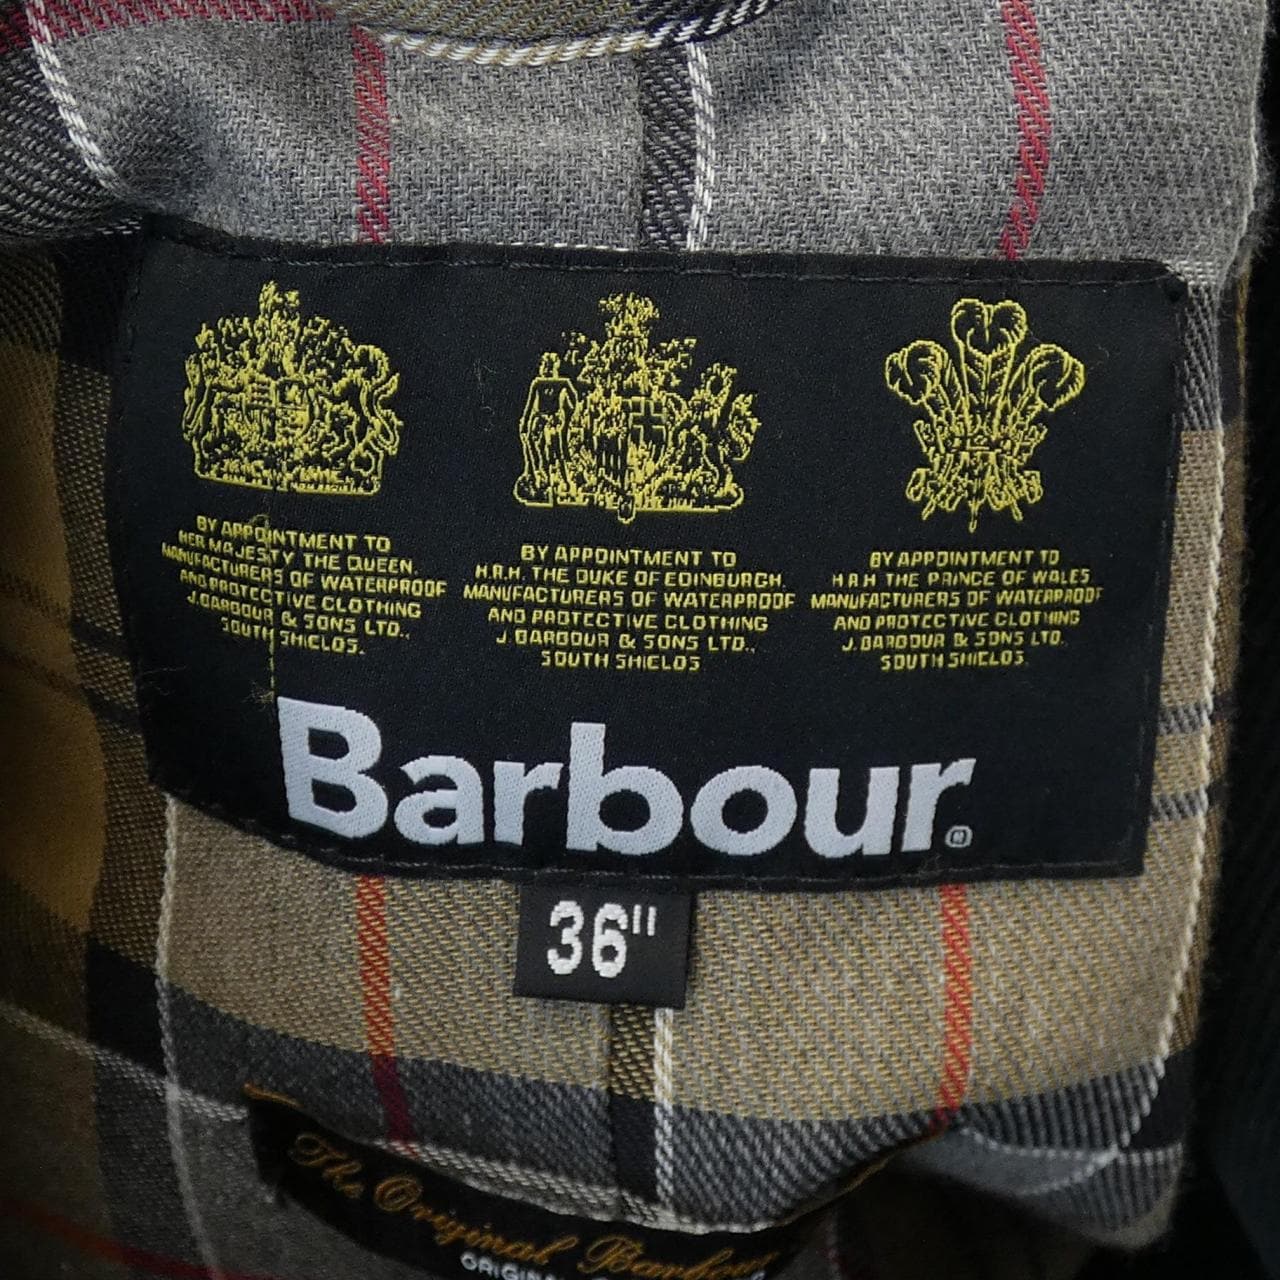 BY APPOINTMENT TO
HER MAJESTY THE QUEEN.
MANUFACTURERS OF WATERPROOF
AND PROTECTIVE CLOTHING
J.BARBOUR & SONS LTD.,
SOUTH SHIELDS.
BY APPOINTMENT TO
H.R.H. THE DUKE OF EDINBURGH.
MANUFACTURERS OF WATERPROOF
AND PROTECTIVE CLOTHING
J. BARBOUR & SONS LTD.,
SOUTH SHIELDS
BY APPOINTMENT TO
H.R.H THE PRINCE OF WALES
MANUFACTURERS OF WATERPROOF
AND PROTECTIVE CLOTHING
J. BARBOUR & SONS LTD.
SOUTH SHIELDS.
Barbour®
36"
The Original Barbour